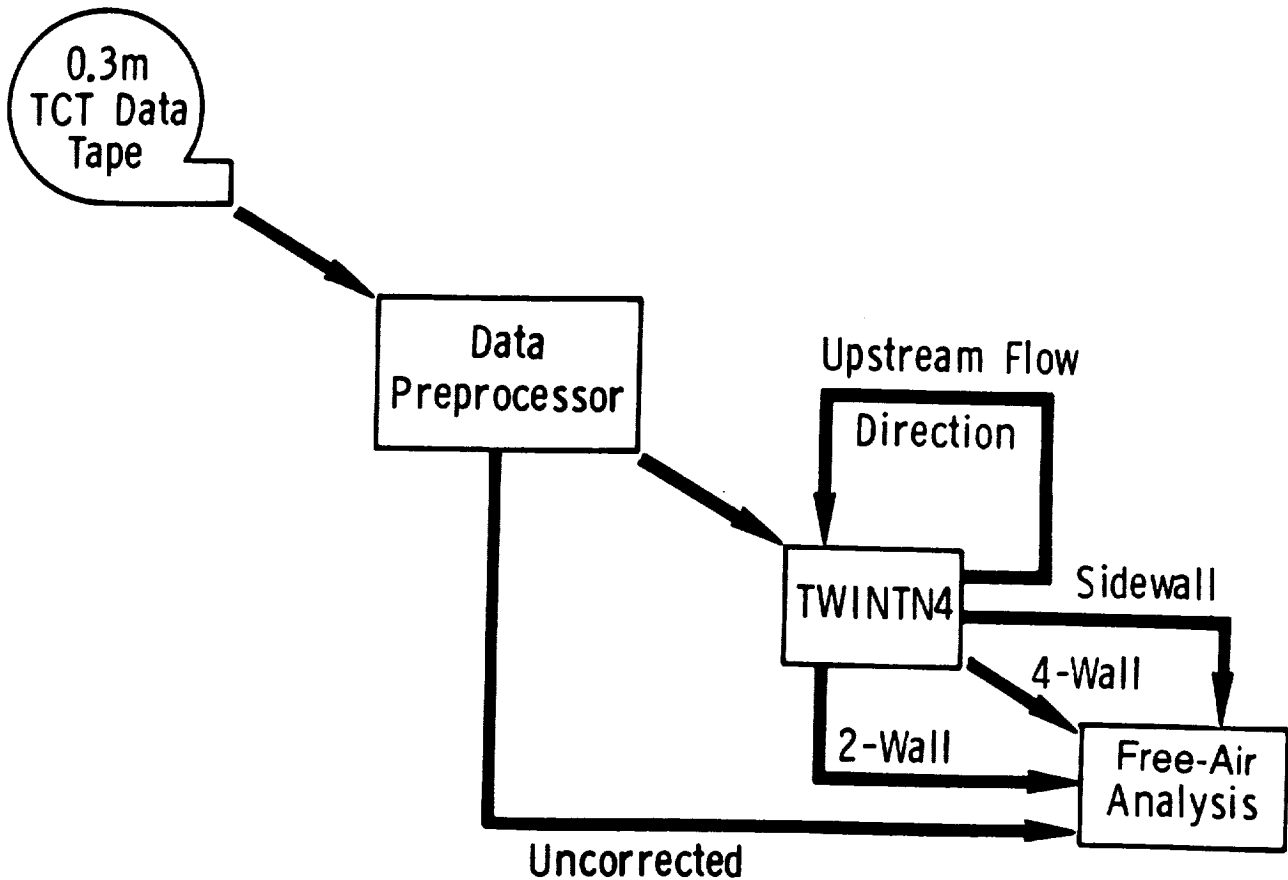 0.3m
TCT Data
Tape
Data
Preprocessor
Upstream Flow
Direction
TWINTN4
Sidewall
4-Wall
2-Wall
Free-Air
Analysis
Uncorrected